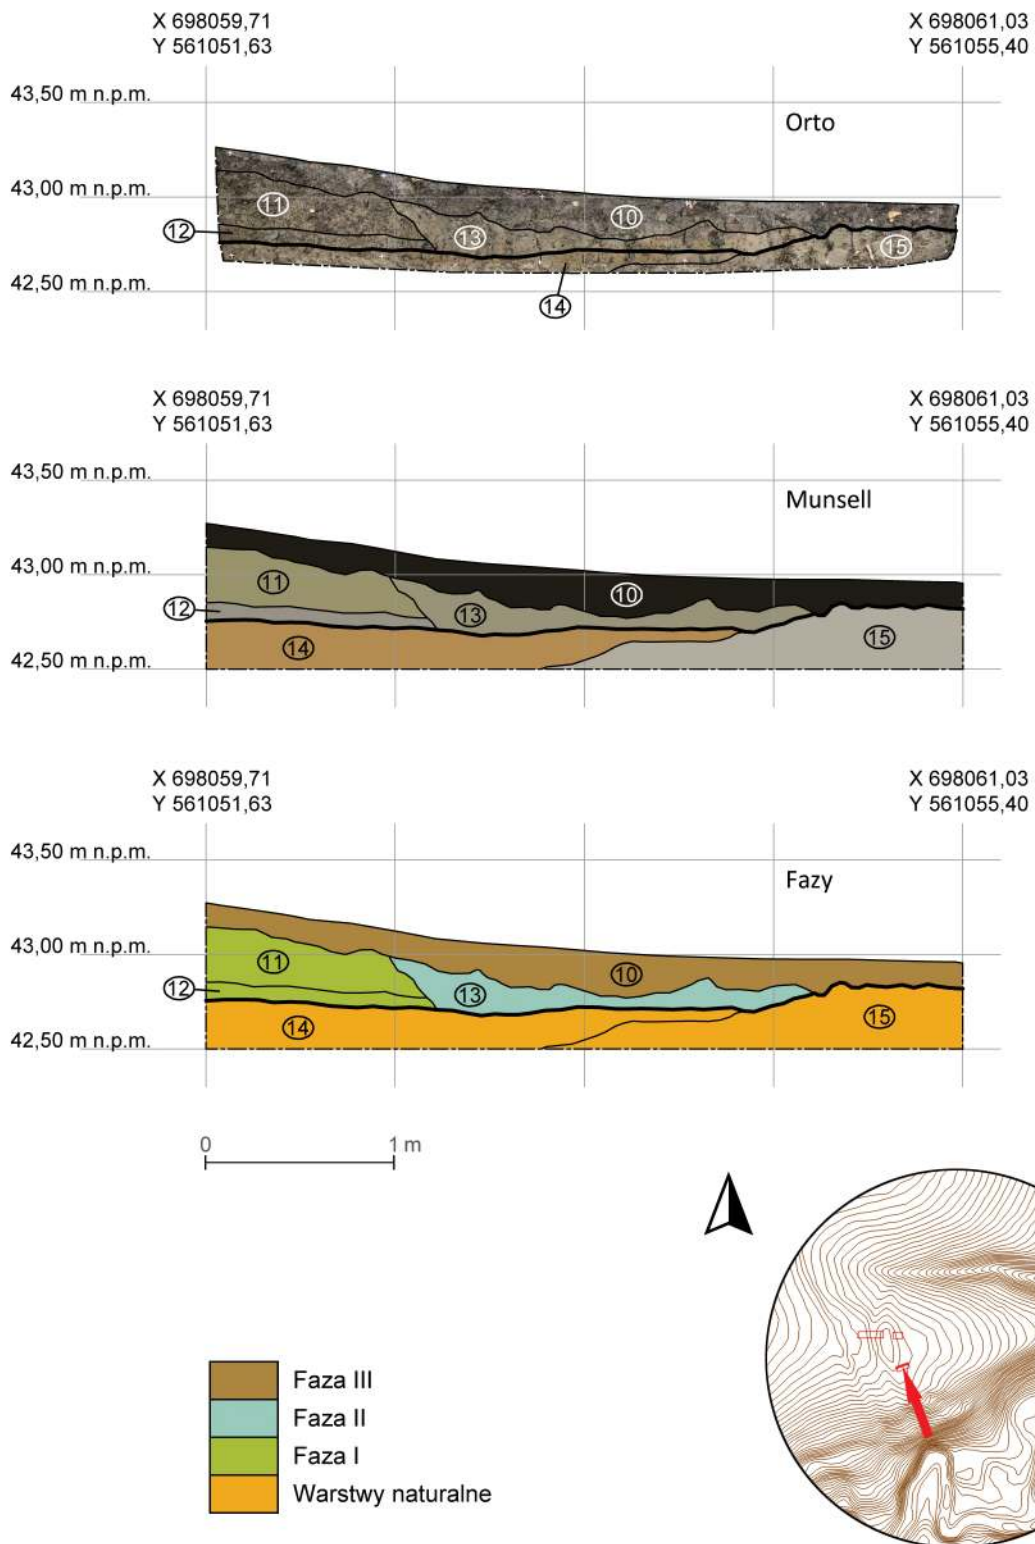 X 698059,71 X 698061,03
Y 561051,63 Y 561055,40
43,50 m n.p.m.
Orto
43,00 m n.p.m.
11
10
12
13
15
42,50 m n.p.m.
14
X 698059,71 X 698061,03
Y 561051,63 Y 561055,40
43,50 m n.p.m.
Munsell
43,00 m n.p.m.
11
10
12
13
15
14
42,50 m n.p.m.
X 698059,71 X 698061,03
Y 561051,63 Y 561055,40
43,50 m n.p.m.
Fazy
43,00 m n.p.m.
11
10
12
13
15
14
42,50 m n.p.m.
0 1 m
Faza III
Faza II
Faza I
Warstwy naturalne